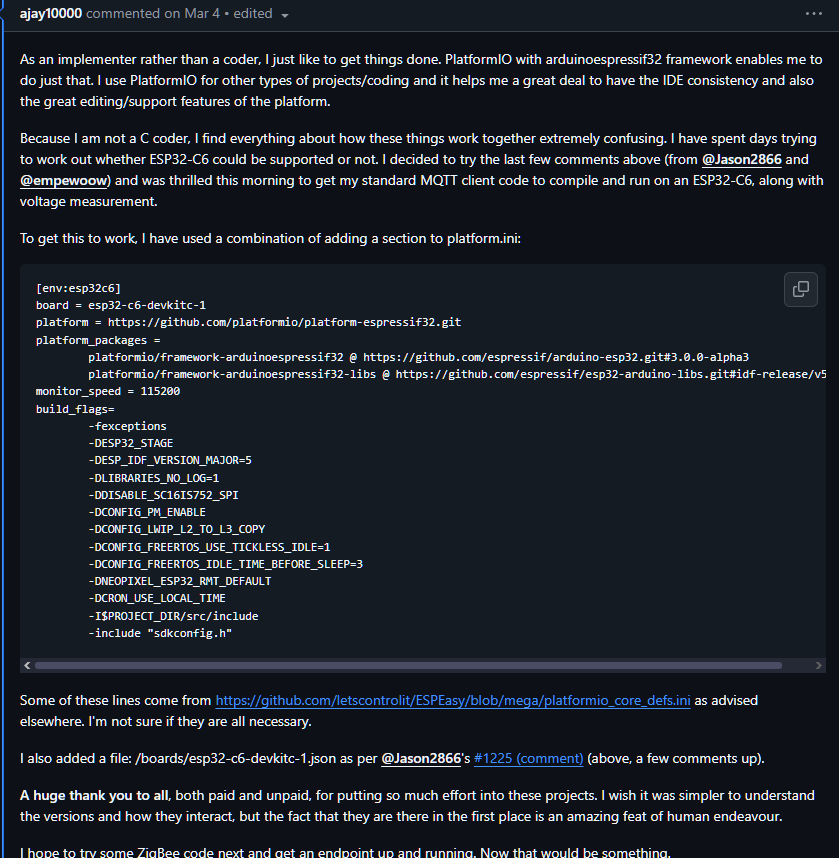 ajay10000 commented on Mar 4 • edited
As an implementer rather than a coder, I just like to get things done. PlatformIO with arduinoespressif32 framework enables me to
do just that. I use PlatformIO for other types of projects/coding and it helps me a great deal to have the IDE consistency and also
the great editing/support features of the platform.
Because I am not a C coder, I find everything about how these things work together extremely confusing. I have spent days trying
to work out whether ESP32-C6 could be supported or not. I decided to try the last few comments above (from @Jason2866 and
@empewoow) and was thrilled this morning to get my standard MQTT client code to compile and run on an ESP32-C6, along with
voltage measurement.
To get this to work, I have used a combination of adding a section to platform.ini:
[env:esp32c6]
board = esp32-c6-devkitc-1
platform = https://github.com/platformio/platform-espressif32.git
platform_packages =
platformio/framework-arduinoespressif32 @ https://github.com/espressif/arduino-esp32.git#3.0.0-alpha3
platformio/framework-arduinoespressif32-libs @ https://github.com/espressif/esp32-arduino-libs.git#idf-release/v5
monitor_speed = 115200
build_flags=
-fexceptions
-DESP32_STAGE
-DESP_IDF_VERSION_MAJOR=5
-DLIBRARIES_NO_LOG=1
-DDISABLE_SC16IS752_SPI
-DCONFIG_PM_ENABLE
-DCONFIG_LWIP_L2_TO_L3_COPY
-DCONFIG_FREERTOS_USE_TICKLESS_IDLE=1
-DCONFIG_FREERTOS_IDLE_TIME_BEFORE_SLEEP=3
-DNEOPIXEL_ESP32_RMT_DEFAULT
-DCRON_USE_LOCAL_TIME
-I$PROJECT_DIR/src/include
-include "sdkconfig.h"
Some of these lines come from https://github.com/letscontrolit/ESPEasy/blob/mega/platformio_core_defs.ini as advised
elsewhere. I'm not sure if they are all necessary.
I also added a file: /boards/esp32-c6-devkitc-1.json as per @Jason2866's #1225 (comment) (above, a few comments up).
A huge thank you to all, both paid and unpaid, for putting so much effort into these projects. I wish it was simpler to understand
the versions and how they interact, but the fact that they are there in the first place is an amazing feat of human endeavour.
I hope to try some ZigBee code next and get an endpoint up and running. Now that would be something.